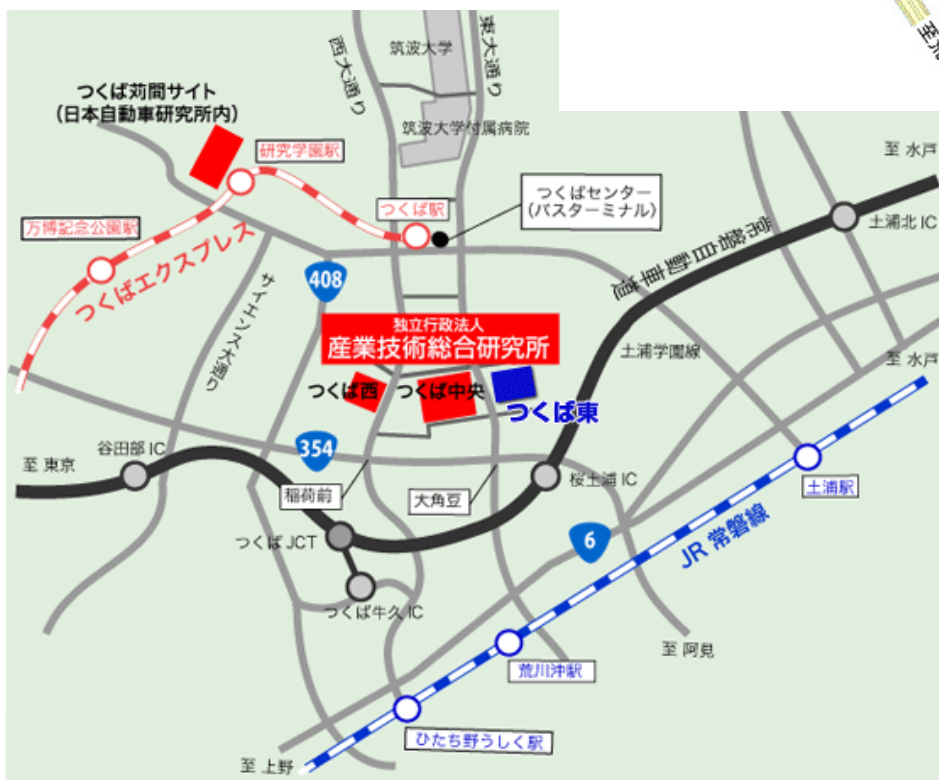 至荒
筑波大学
西大通り
東大通り
つくば苅間サイト
(日本自動車研究所内)
筑波大学付属病院
研究学園駅
至 水戸
つくばセンター
(バスターミナル)
つくば駅
万博記念公園駅
土浦北 IC
つくばエクスプレス
常磐自動車道
408
サイエンス大通り
独立行政法人
産業技術総合研究所
土浦学園線
至 水戸
つくば西
つくば中央
つくば東
谷田部 IC
354
至 東京
稲荷前
大角豆
桜土浦 IC
土浦駅
つくば JCT
6
JR 常磐線
つくば牛久 IC
至 阿見
荒川沖駅
ひたち野うしく駅
至 上野